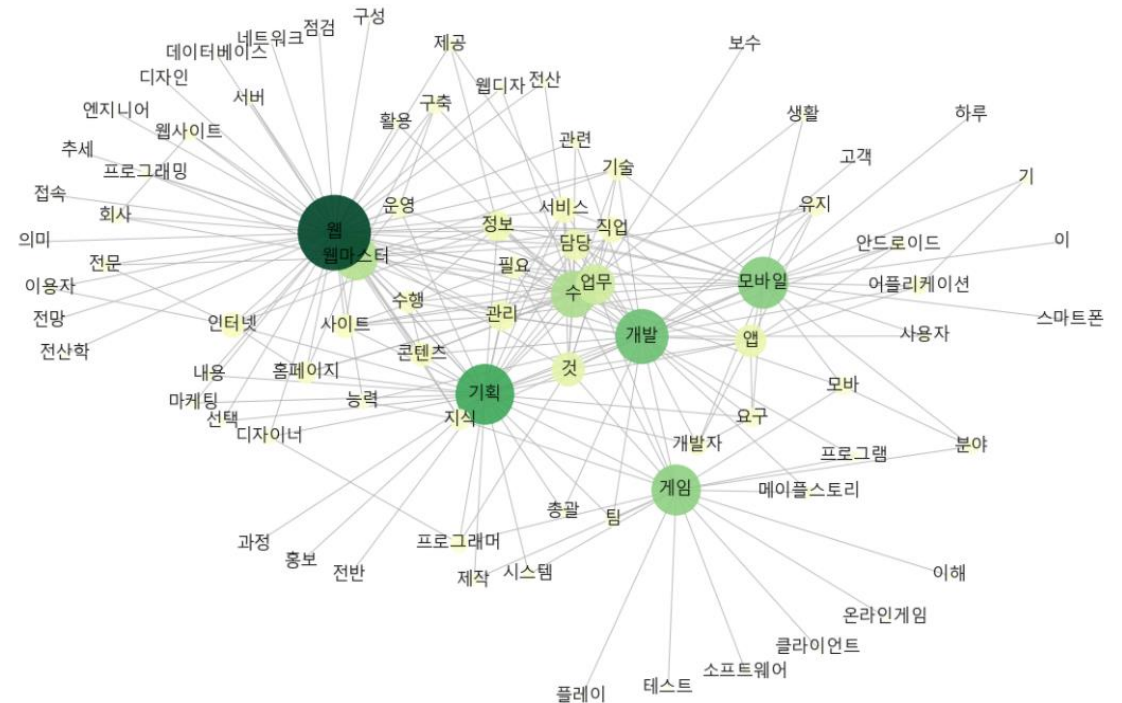 구성
점검
네트워크
제공
보수
데이터베이스
디자인
웹디자
전산
서버
구축
엔지니어
활용
생활
하루
웹사이트
관련
추세
고객
프로그래밍
기술
기
접속
유지
운영
서비스
회사
정보
직업
웹
의미
담당
안드로이드
이
웹마스터
전문
필요
업무
모바일
어플리케이션
이용자
수
수행
관리
스마트폰
전망
인터넷
사이트
개발
앱
사용자
전산학
콘텐츠
내용
홈페이지
것
모바
기획
마케팅
능력
선택
지식
요구
디자이너
개발자
분야
프로그램
게임
메이플스토리
총괄
팀
과정
프로그래머
홍보
전반
제작
시스템
이해
온라인게임
클라이언트
소프트웨어
테스트
플레이